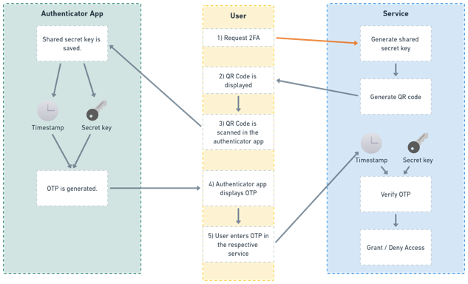 Authenticator App
User
Service
Shared secret key is
saved.
1) Request 2FA
Generate shared
secret key
2) QR Code is
displayed
Generate QR code
Timestamp
Secret key
3) QR Code is
scanned in the
authenticator app
Timestamp
Secret key
OTP is generated.
4) Authenticator app
displays OTP
Verify OTP
5) User enters OTP in
the respective
service
Grant / Deny Access